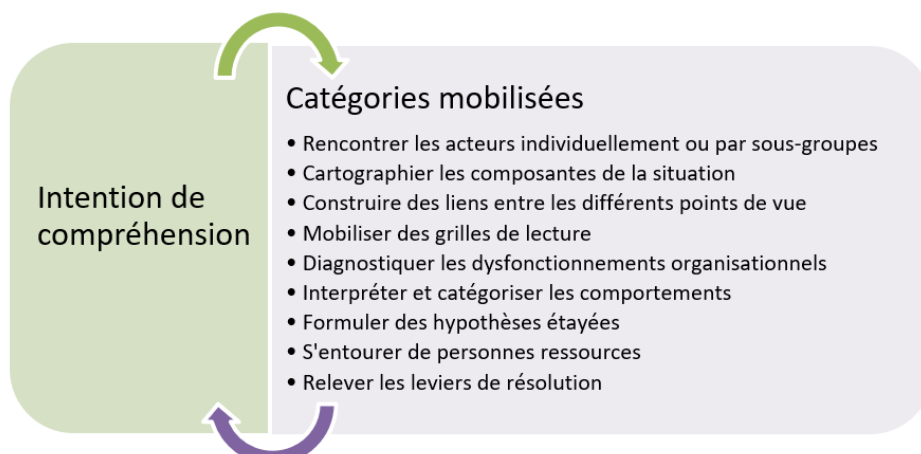 Intention de
compréhension
Catégories mobilisées
• Rencontrer les acteurs individuellement ou par sous-groupes
• Cartographier les composantes de la situation
• Construire des liens entre les différents points de vue
• Mobiliser des grilles de lecture
• Diagnostiquer les dysfonctionnements organisationnels
• Interpréter et catégoriser les comportements
• Formuler des hypothèses étayées
• S'entourer de personnes ressources
• Relever les leviers de résolution